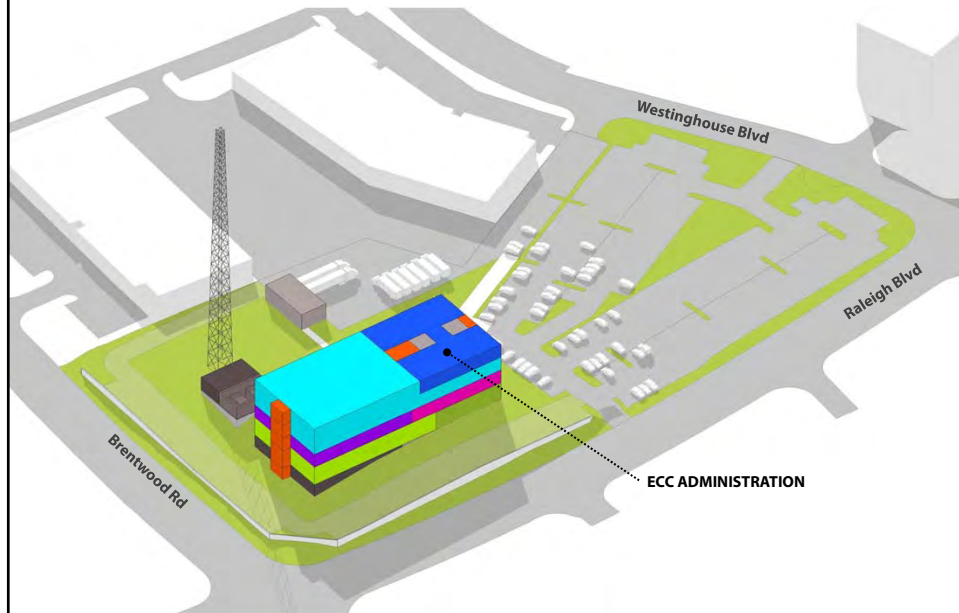 Westinghouse Blvd
Raleigh Blvd
Brentwood Rd
ECC ADMINISTRATION